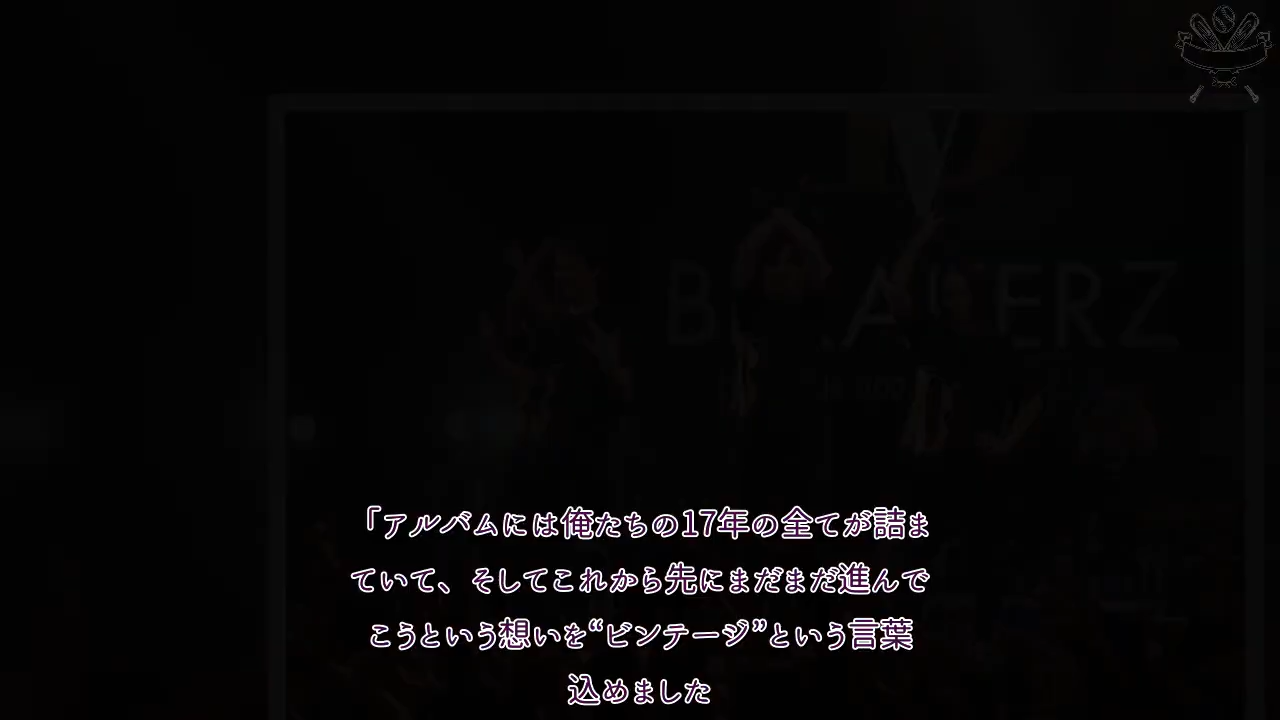 「アルバムには俺たちの17年の全てが詰ま
ていて、そしてこれから先にまだまだ進んで
こうという想いを“ビンテージ”という言葉
込めました